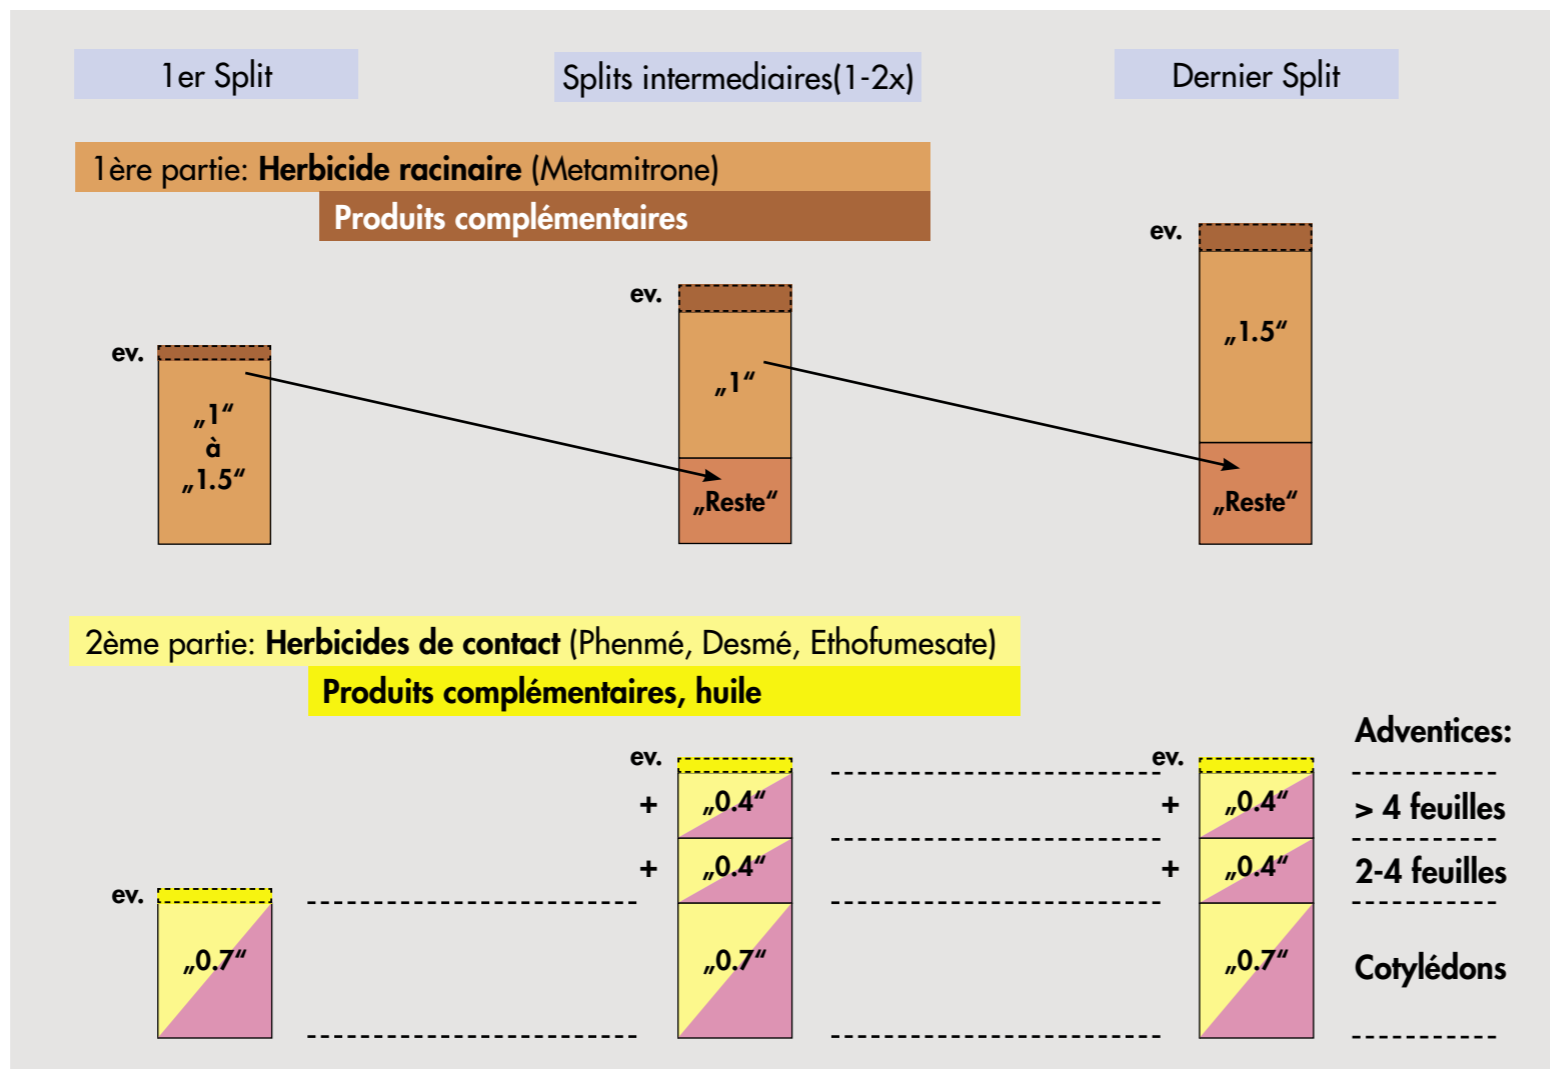 1er Split
Splits intermediaires(1-2x)
Dernier Split
1ère partie: Herbicide racinaire (Metamitrone)
Produits complémentaires
ev.
„1“
à
„1.5“
ev.
„1“
„Reste“
ev.
„1.5“
„Reste“
2ème partie: Herbicides de contact (Phenmé, Desmé, Ethofumesate)
Produits complémentaires, huile
ev.
„0.7“
ev.
+ „0.4“
+ „0.4“
„0.7“
ev.
+ „0.4“
+ „0.4“
„0.7“
Adventices:
> 4 feuilles
2-4 feuilles
Cotylédons